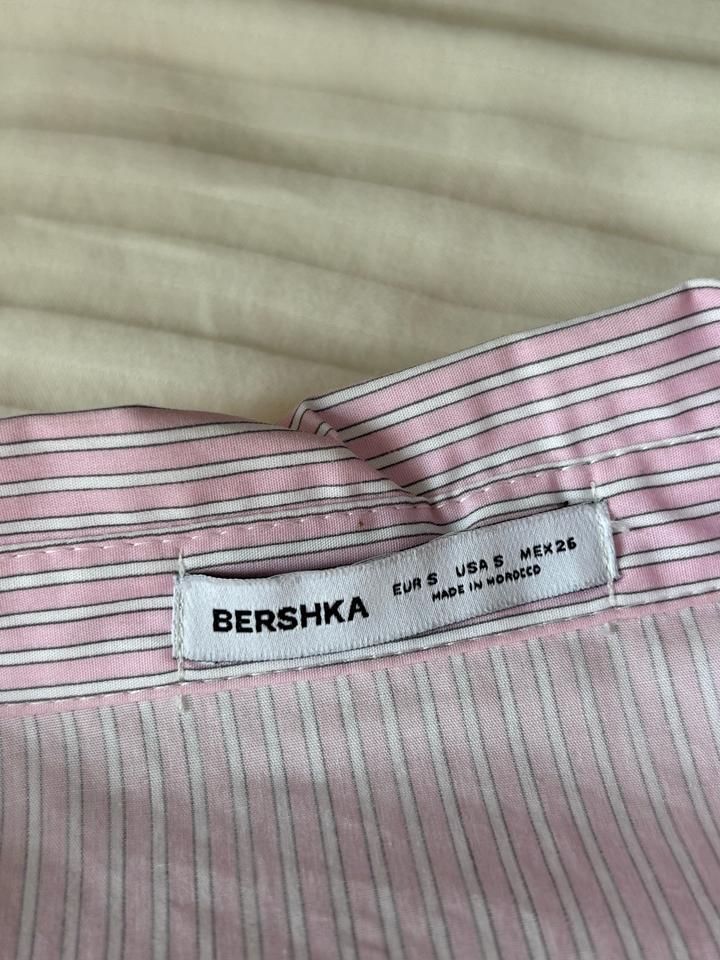 BERSHKA
EUR S USA S MEX 26
MADE IN MOROCCO